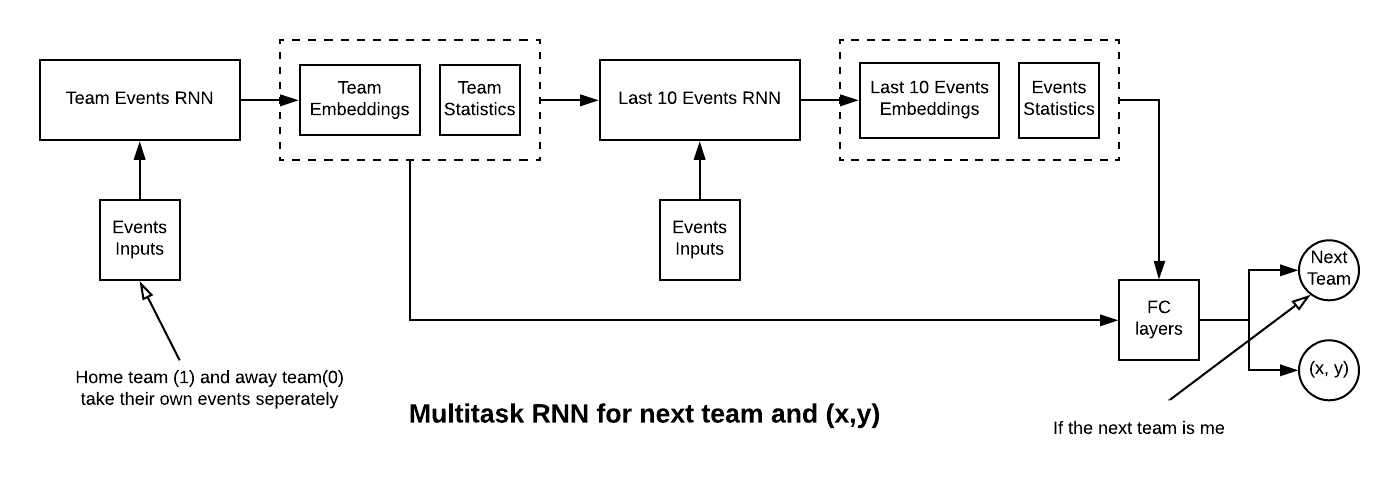 Team Events RNN
Team
Embeddings
Team
Statistics
Last 10 Events RNN
Last 10 Events
Embeddings
Events
Statistics
Events
Inputs
Events
Inputs
Next
Team
FC
layers
(x, y)
Home team (1) and away team(0)
take their own events seperately
Multitask RNN for next team and (x,y)
If the next team is me